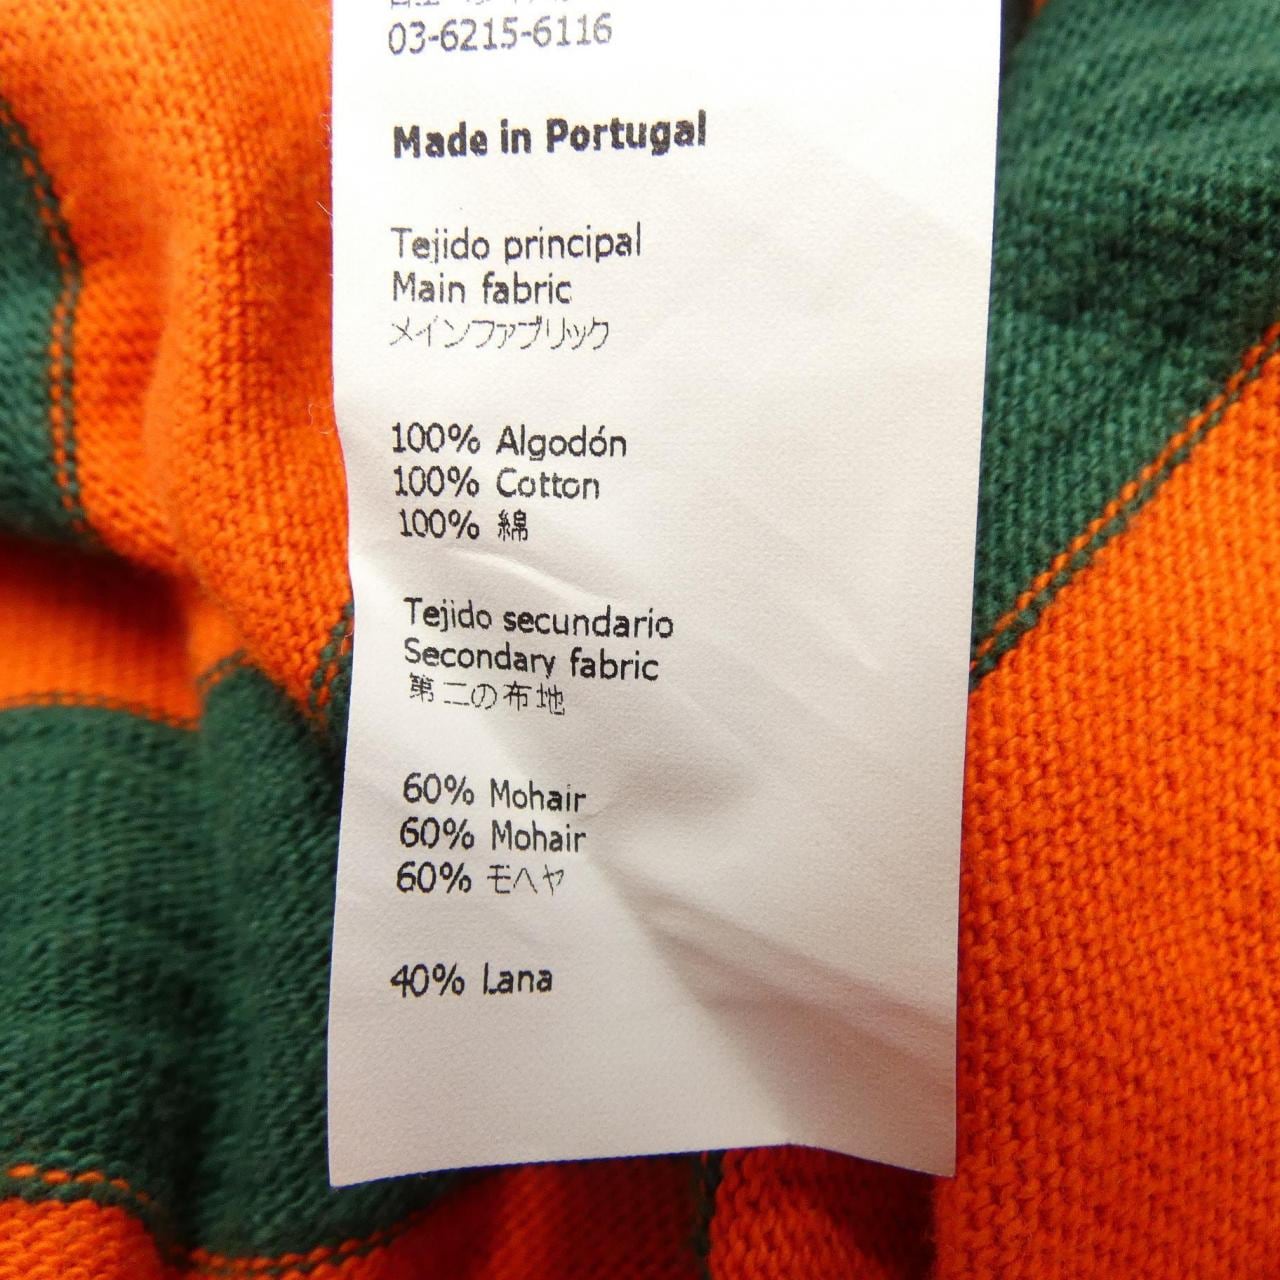 03-6215-6116
Made in Portugal
Tejido principal
Main fabric
メインファブリック
100% Algodón
100% Cotton
100% 綿
Tejido secundario
Secondary fabric
第二の布地
60% Mohair
60% Mohair
60% モヘヤ
40% Lana